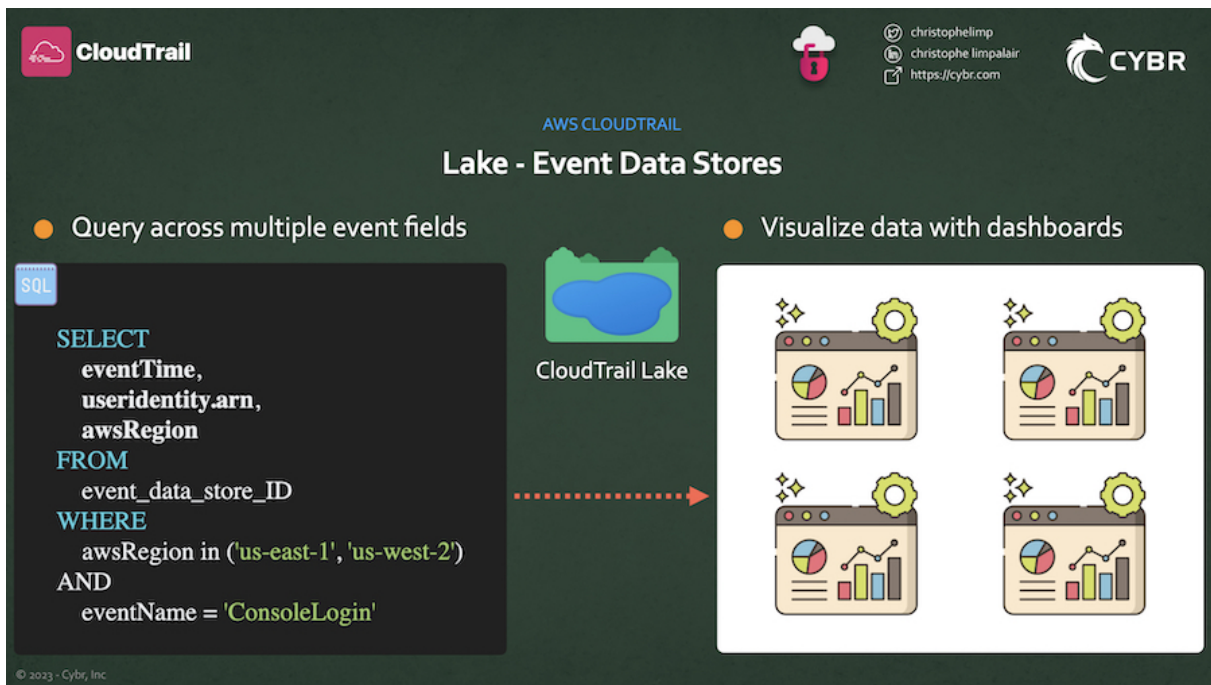 CloudTrail
christophelimp
christophe limpalair
https://cybr.com
CYBR
AWS CLOUDTRAIL
Lake - Event Data Stores
Query across multiple event fields
SQL
SELECT
eventTime,
useridentity.arn,
awsRegion
FROM
event_data_store_ID
WHERE
awsRegion in ('us-east-1', 'us-west-2')
AND
eventName = 'ConsoleLogin'
CloudTrail Lake
Visualize data with dashboards
© 2023 - Cybr, Inc